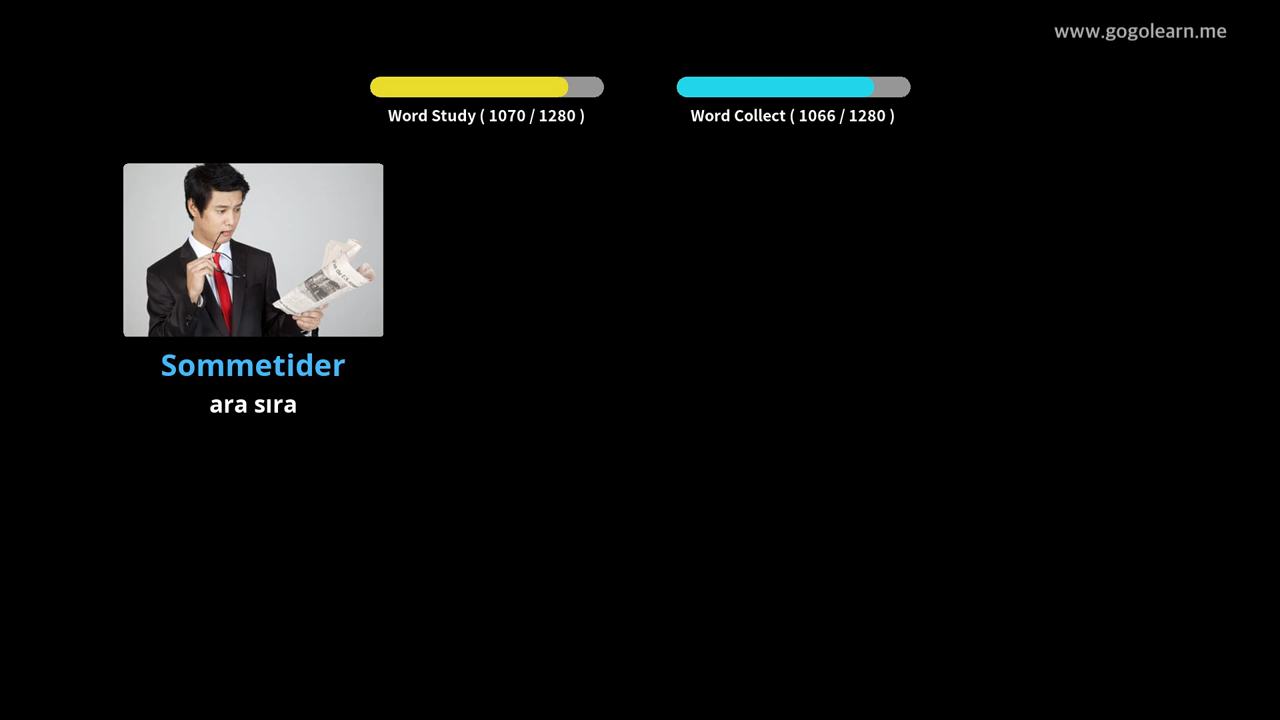 www.gogolearn.me
Word Study ( 1070 / 1280 )
Word Collect ( 1066 / 1280 )
Sommetider
ara sıra